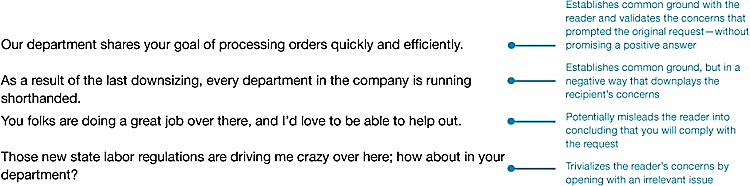 Our department shares your goal of processing orders quickly and efficiently.
Establishes common ground with the
reader and validates the concerns that
prompted the original request—without
promising a positive answer
As a result of the last downsizing, every department in the company is running
shorthanded.
Establishes common ground, but in a
negative way that downplays the
recipient's concerns
You folks are doing a great job over there, and I'd love to be able to help out.
Potentially misleads the reader into
concluding that you will comply with
the request
Those new state labor regulations are driving me crazy over here; how about in your
department?
Trivializes the reader's concerns by
opening with an irrelevant issue